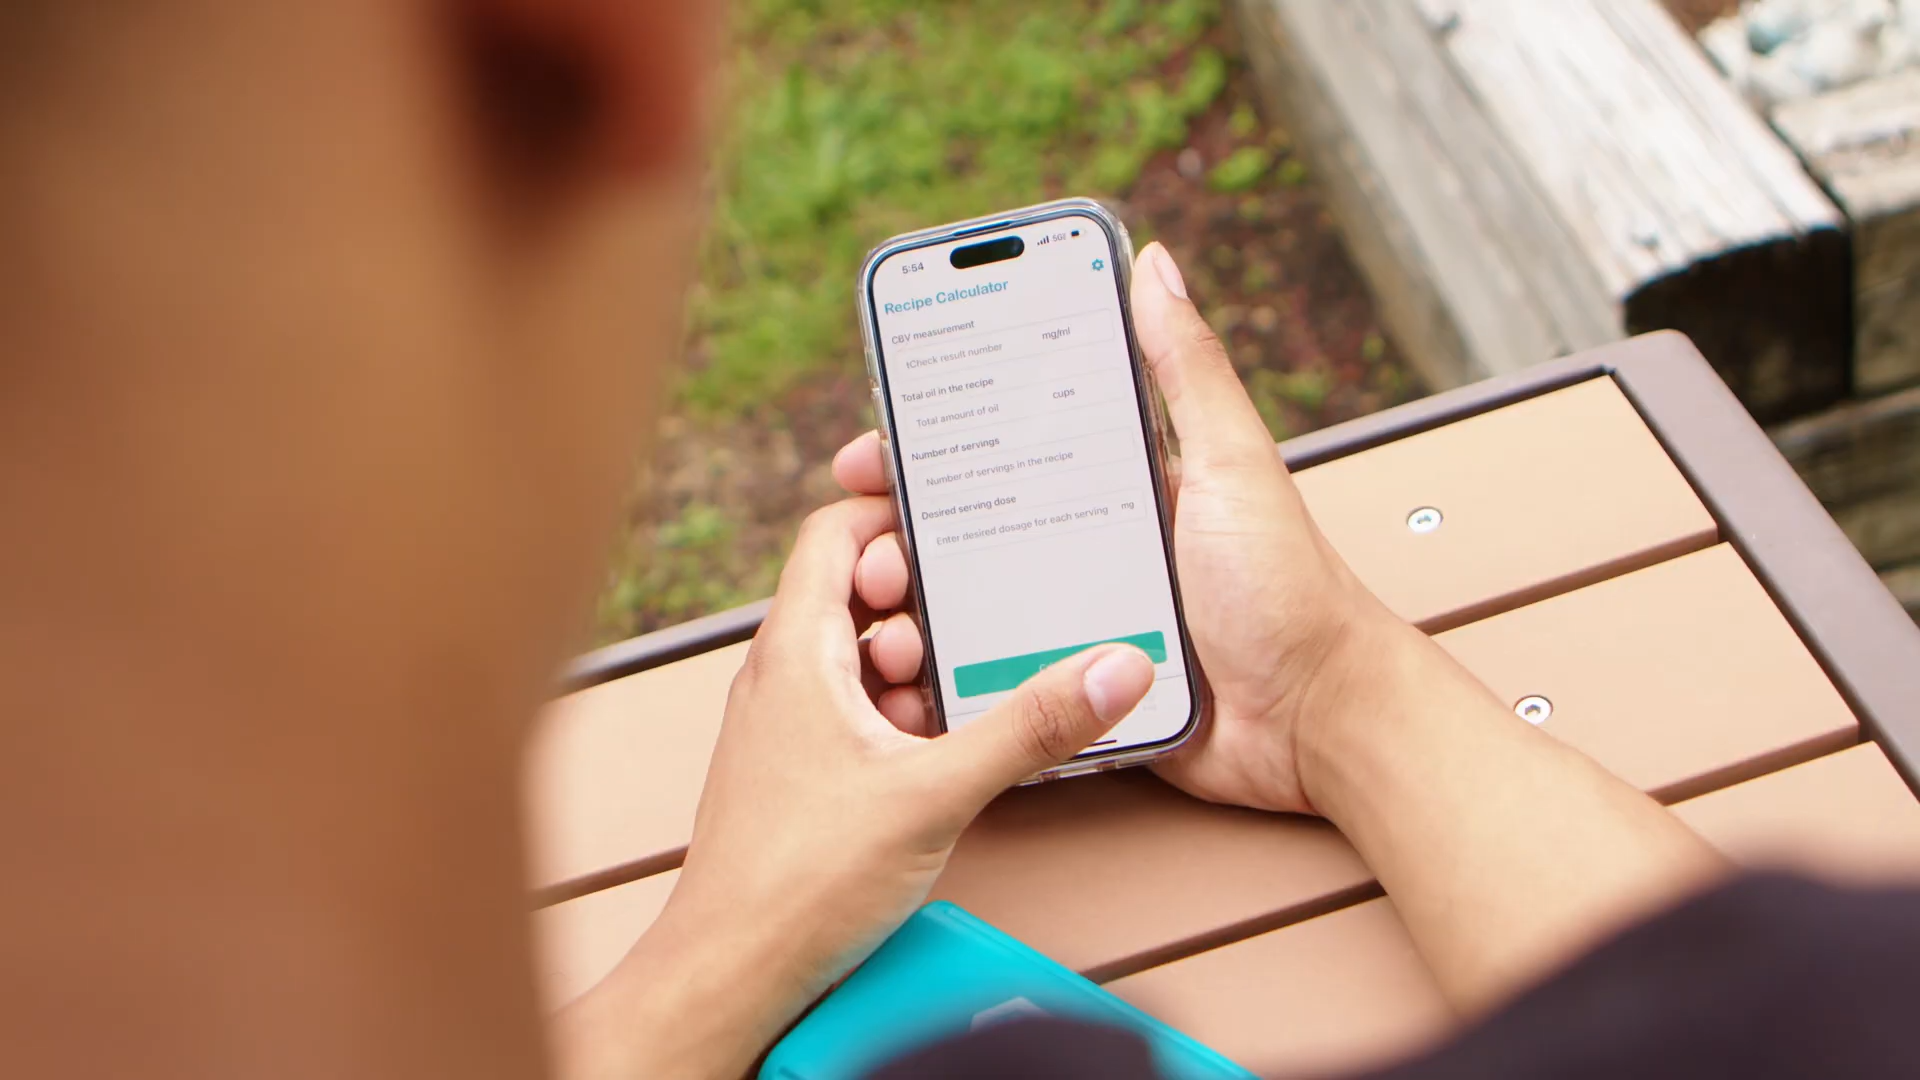 5:54
5G
Recipe Calculator
CBV measurement
tCheck result number mg/ml
Total oil in the recipe
Total amount of oil cups
Number of servings
Number of servings in the recipe
Desired serving dose
Enter desired dosage for each serving mg